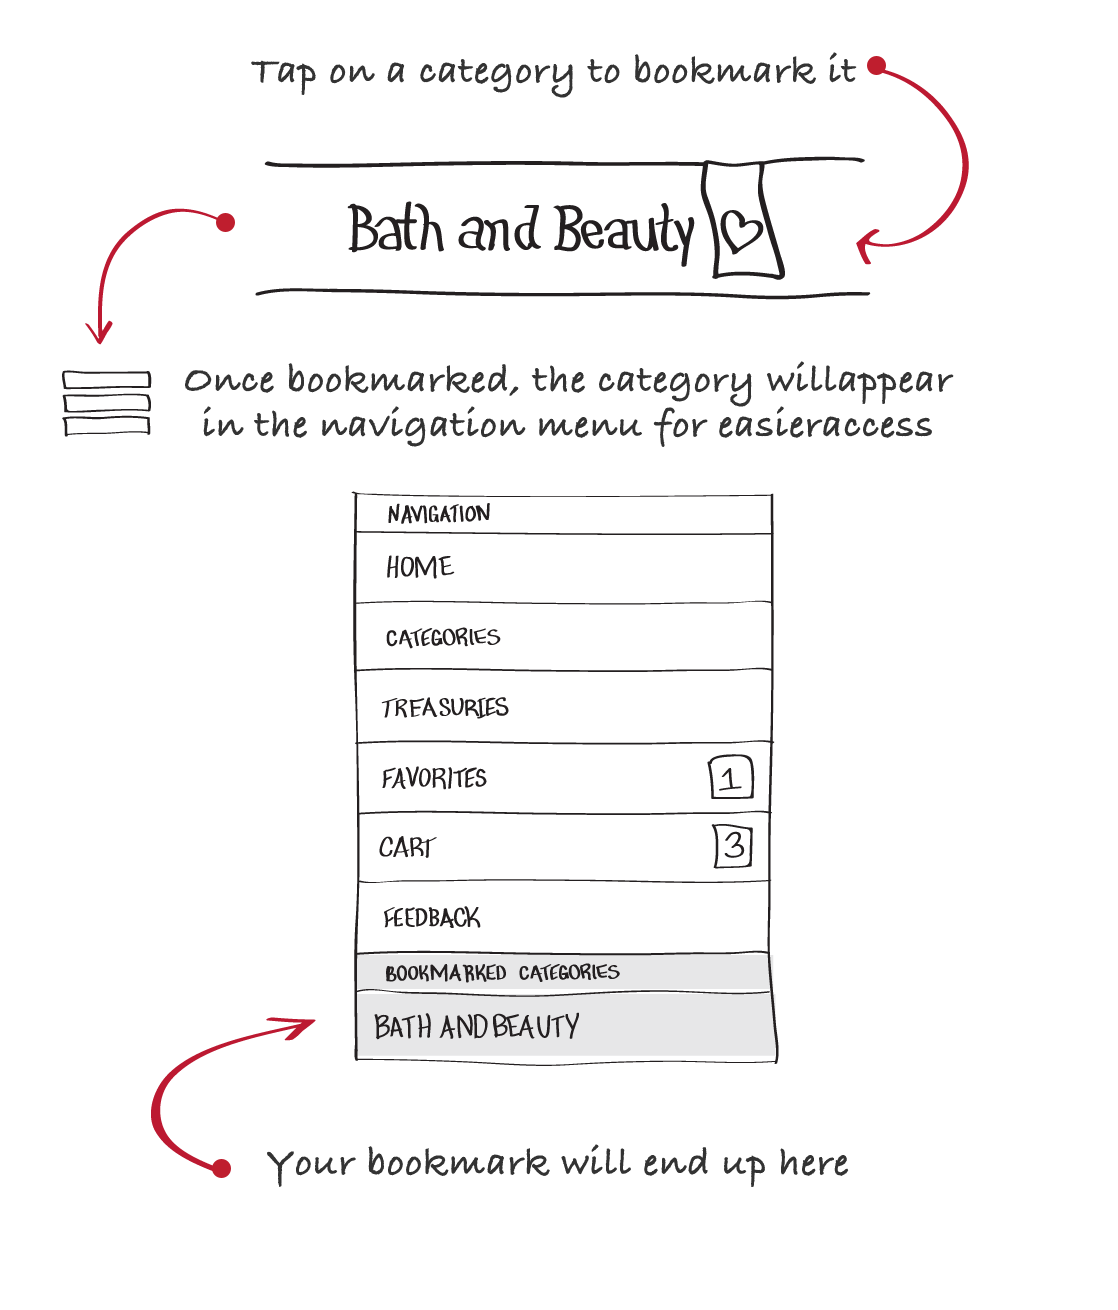 Tap on a category to bookmark it
Bath and Beauty
Once bookmarked, the category willappear
in the navigation menu for easieraccess
NAVIGATION
HOME
CATEGORIES
TREASURIES
FAVORITES 1
CART 3
FEEDBACK
BOOKMARKED CATEGORIES
BATH ANDBEAUTY
Your bookmark will end up here